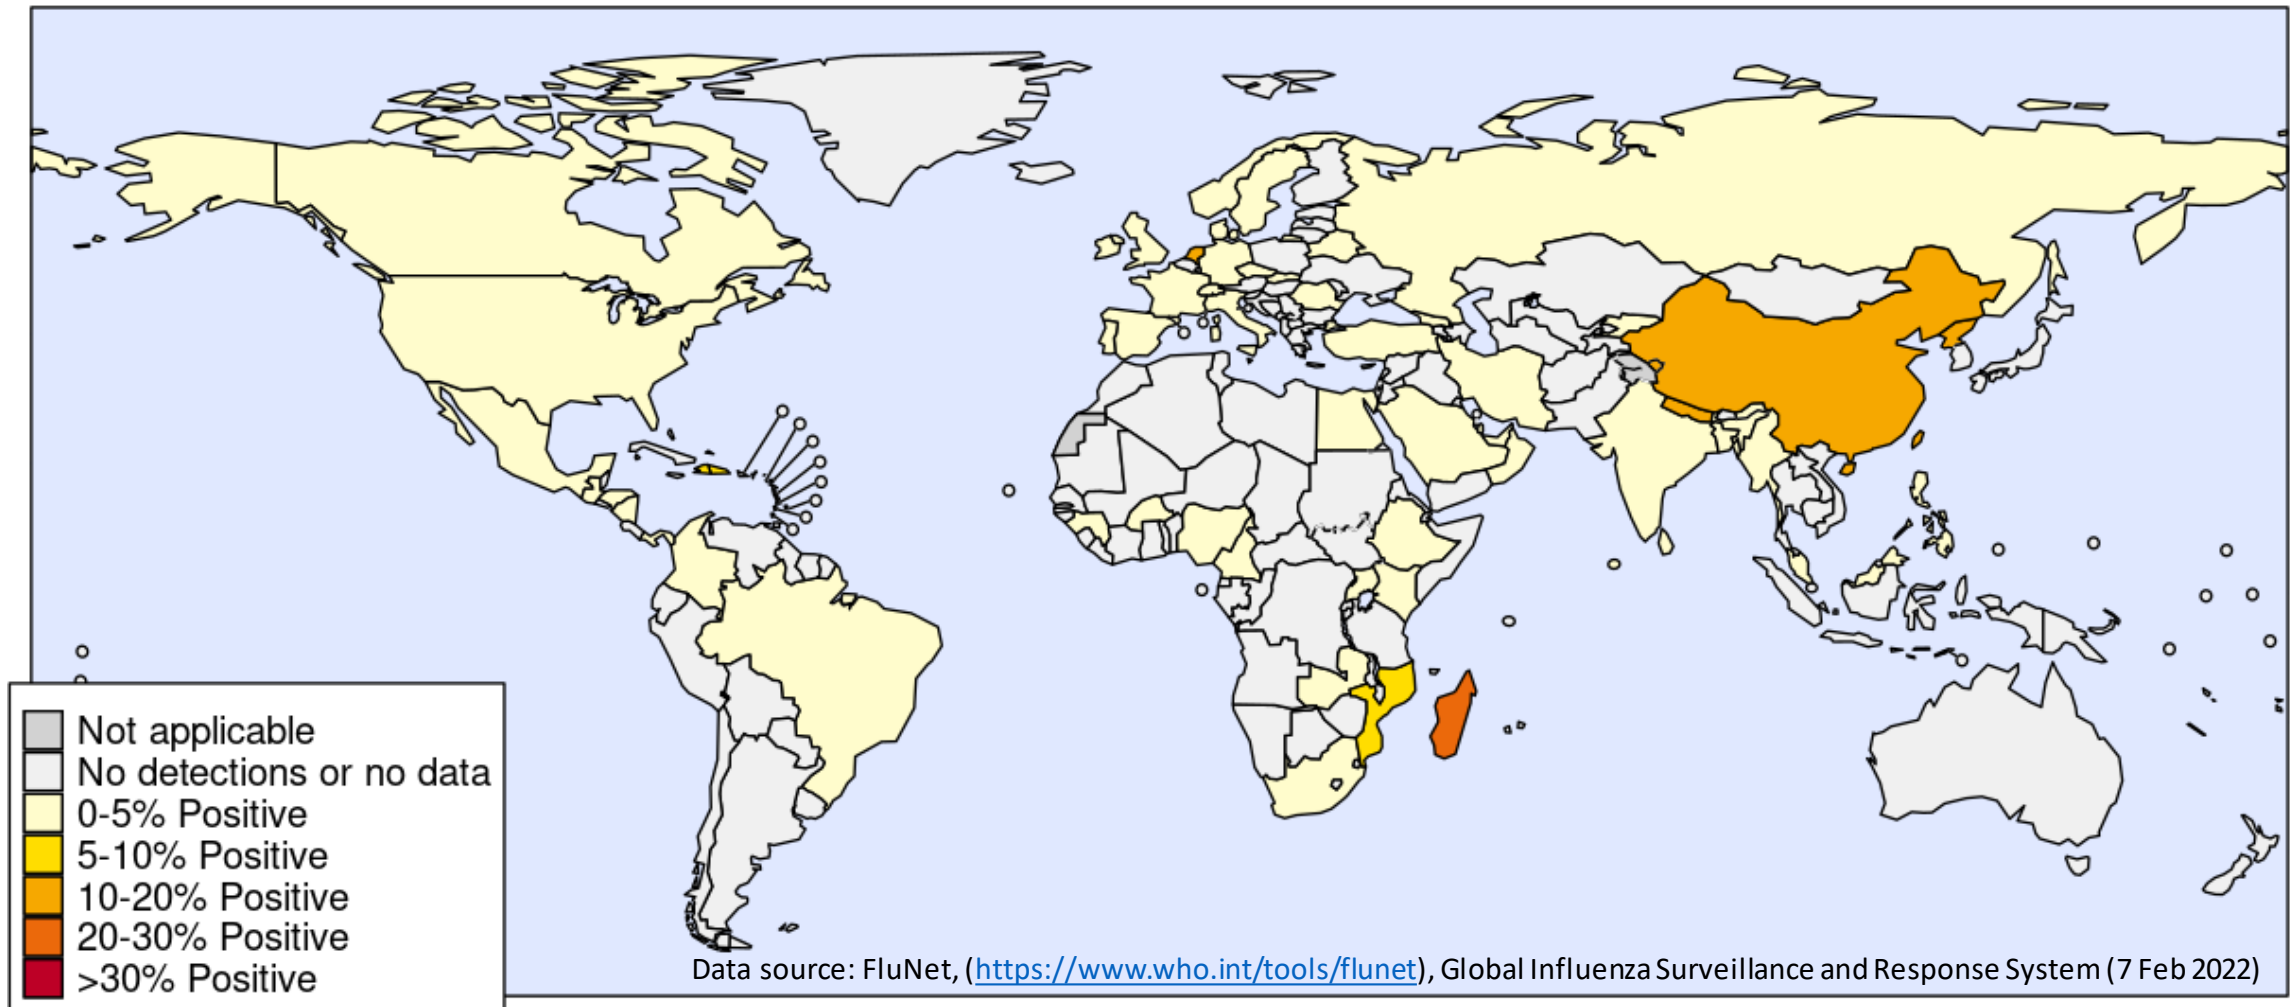 Not applicable
No detections or no data
0-5% Positive
5-10% Positive
10-20% Positive
20-30% Positive
>30% Positive
Data source: FluNet, (https://www.who.int/tools/flunet), Global Influenza Surveillance and Response System (7 Feb 2022)